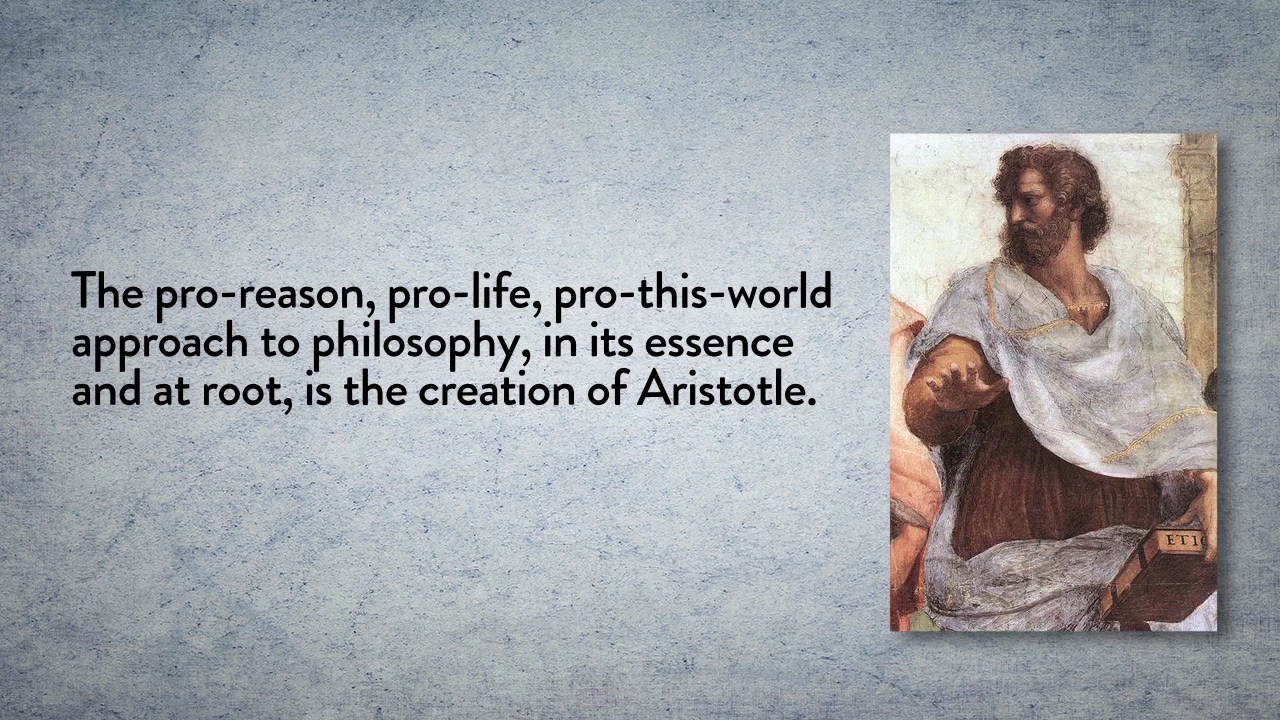 The pro-reason, pro-life, pro-this-world
approach to philosophy, in its essence
and at root, is the creation of Aristotle.
ETIC